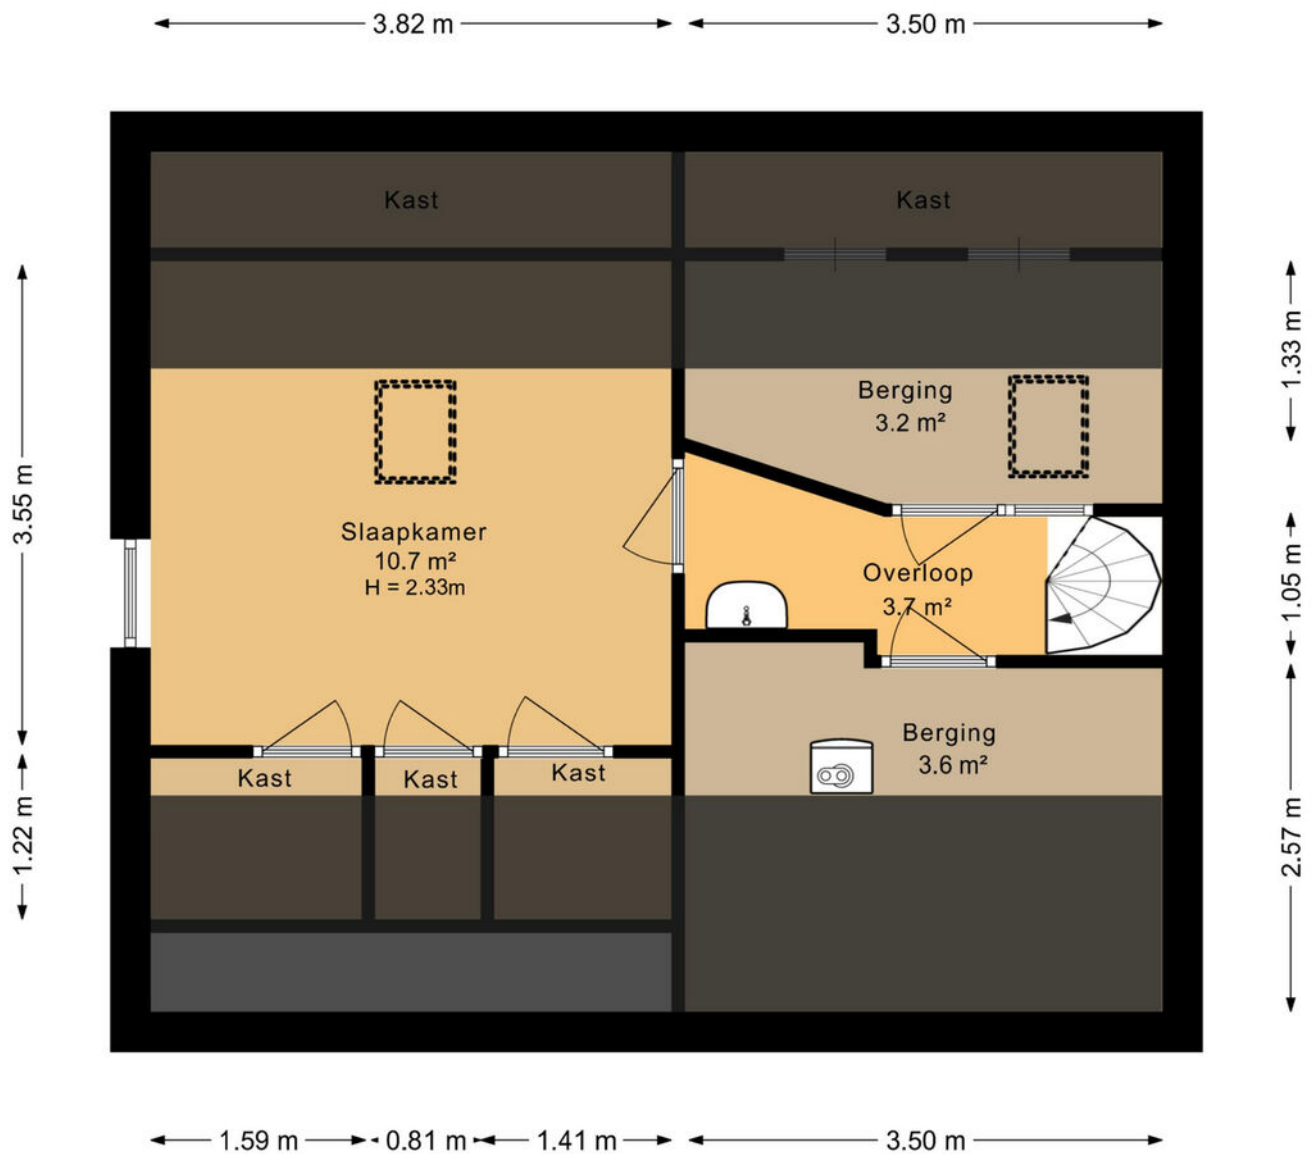 3.82 m
3.50 m
Kast
Kast
1.33 m
Berging
3.2 m²
3.55 m
Slaapkamer
10.7 m²
H = 2.33m
Overloop
3.7 m²
1.05 m
Berging
3.6 m²
Kast
Kast
Kast
1.22 m
2.57 m
1.59 m
0.81 m
1.41 m
3.50 m